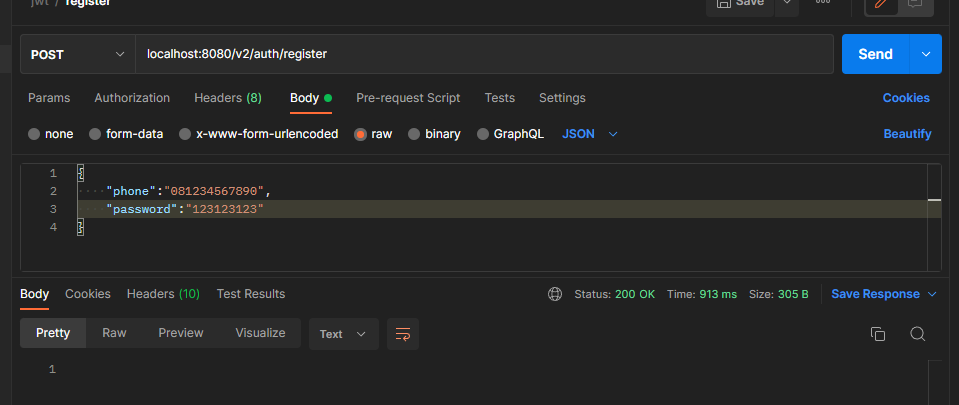 jwt / register
Save
POST
localhost:8080/v2/auth/register
Send
Params Authorization Headers (8) Body Pre-request Script Tests Settings Cookies
none form-data x-www-form-urlencoded raw binary GraphQL JSON Beautify
1 {
2 "phone":"081234567890",
3 "password":"123123123"
4 }
Body Cookies Headers (10) Test Results Status: 200 OK Time: 913 ms Size: 305 B Save Response
Pretty Raw Preview Visualize Text
1